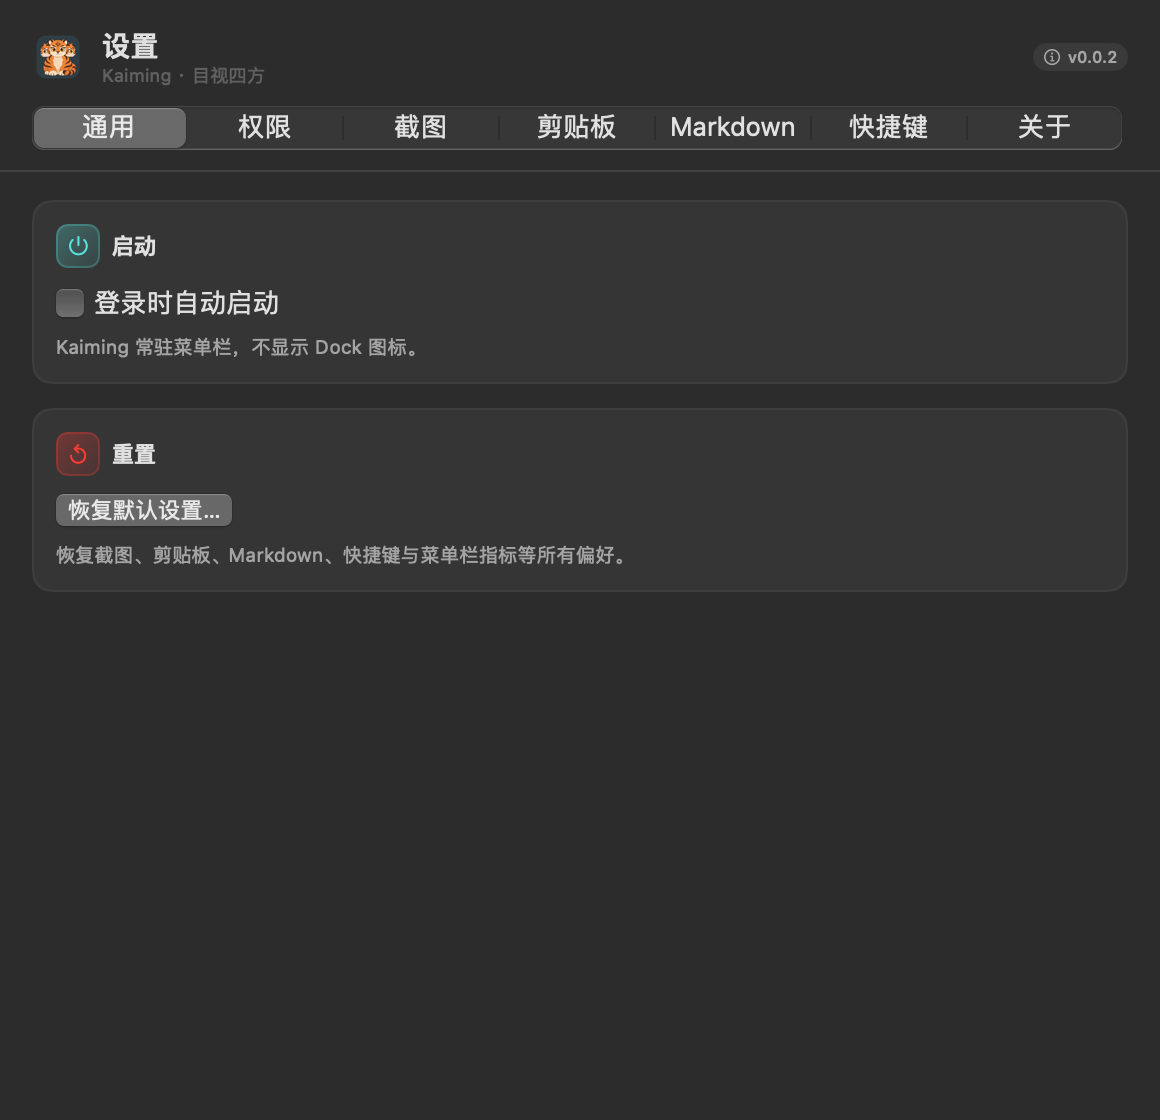 设置
Kaiming · 目视四方
v0.0.2
通用 权限 截图 剪贴板 Markdown 快捷键 关于
启动
登录时自动启动
Kaiming 常驻菜单栏，不显示 Dock 图标。
重置
恢复默认设置...
恢复截图、剪贴板、Markdown、快捷键与菜单栏指标等所有偏好。